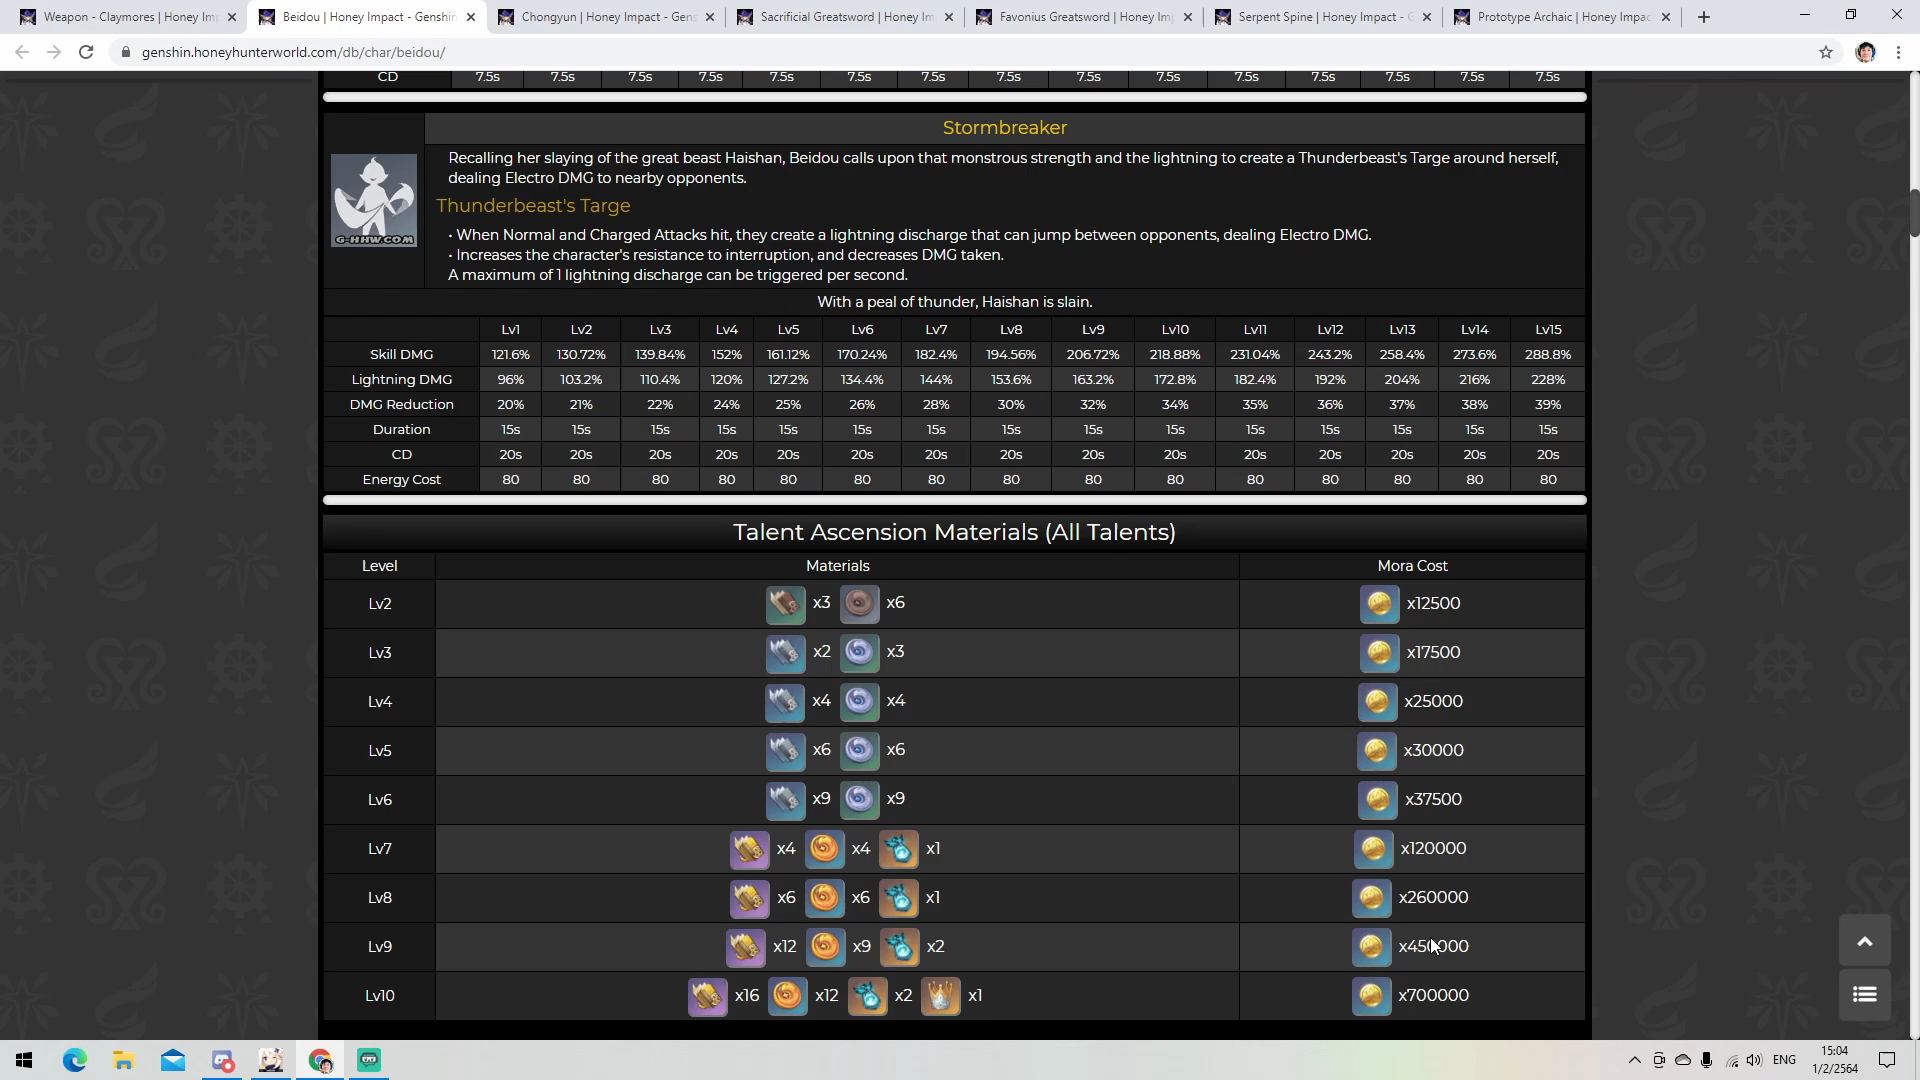 Weapon - Claymores | Honey Im
Beidou | Honey Impact - Genshin
Chongyun | Honey Impact - Gens
Sacrificial Greatsword | Honey Im
Favonius Greatsword | Honey Imp
Serpent Spine | Honey Impact - G
Prototype Archaic | Honey Impac
genshin.honeyhunterworld.com/db/char/beidou/
CD 7.5s 7.5s 7.5s 7.5s 7.5s 7.5s 7.5s 7.5s 7.5s 7.5s 7.5s 7.5s 7.5s 7.5s 7.5s
Stormbreaker
Recalling her slaying of the great beast Haishan, Beidou calls upon that monstrous strength and the lightning to create a Thunderbeast's Targe around herself,
dealing Electro DMG to nearby opponents.
Thunderbeast's Targe
• When Normal and Charged Attacks hit, they create a lightning discharge that can jump between opponents, dealing Electro DMG.
• Increases the character's resistance to interruption, and decreases DMG taken.
A maximum of 1 lightning discharge can be triggered per second.
G-HHW.COM
With a peal of thunder, Haishan is slain.
Lv1 Lv2 Lv3 Lv4 Lv5 Lv6 Lv7 Lv8 Lv9 Lv10 Lv11 Lv12 Lv13 Lv14 Lv15
Skill DMG 121.6% 130.72% 139.84% 152% 161.12% 170.24% 182.4% 194.56% 206.72% 218.88% 231.04% 243.2% 258.4% 273.6% 288.8%
Lightning DMG 96% 103.2% 110.4% 120% 127.2% 134.4% 144% 153.6% 163.2% 172.8% 182.4% 192% 204% 216% 228%
DMG Reduction 20% 21% 22% 24% 25% 26% 28% 30% 32% 34% 35% 36% 37% 38% 39%
Duration 15s 15s 15s 15s 15s 15s 15s 15s 15s 15s 15s 15s 15s 15s 15s
CD 20s 20s 20s 20s 20s 20s 20s 20s 20s 20s 20s 20s 20s 20s 20s
Energy Cost 80 80 80 80 80 80 80 80 80 80 80 80 80 80 80
Talent Ascension Materials (All Talents)
Level Materials Mora Cost
Lv2 x3 x6 x12500
Lv3 x2 x3 x17500
Lv4 x4 x4 x25000
Lv5 x6 x6 x30000
Lv6 x9 x9 x37500
Lv7 x4 x4 x1 x120000
Lv8 x6 x6 x1 x260000
Lv9 x12 x9 x2 x450000
Lv10 x16 x12 x2 x1 x700000
ENG
15:04
1/2/2564